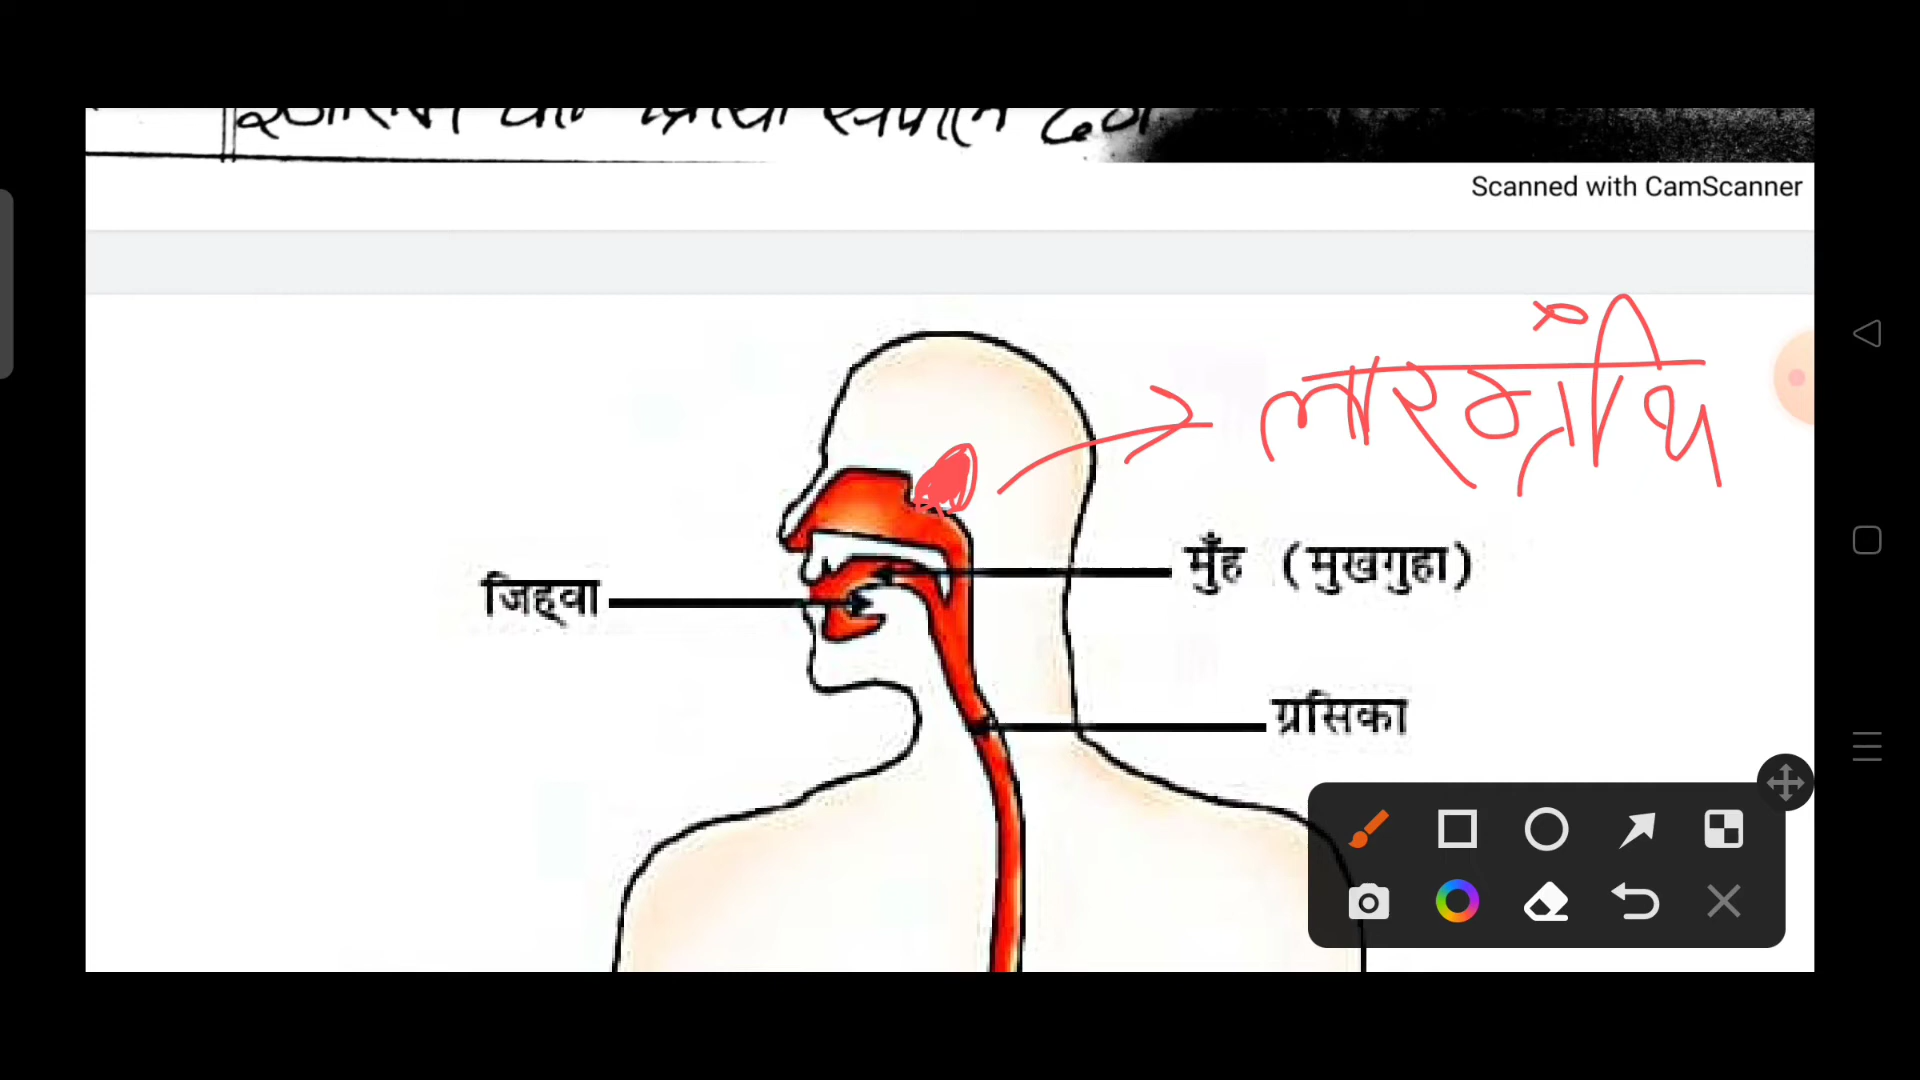 Scanned with CamScanner
लारग्रंथि
जिह्वा
मुँह (मुखगुहा)
ग्रसिका